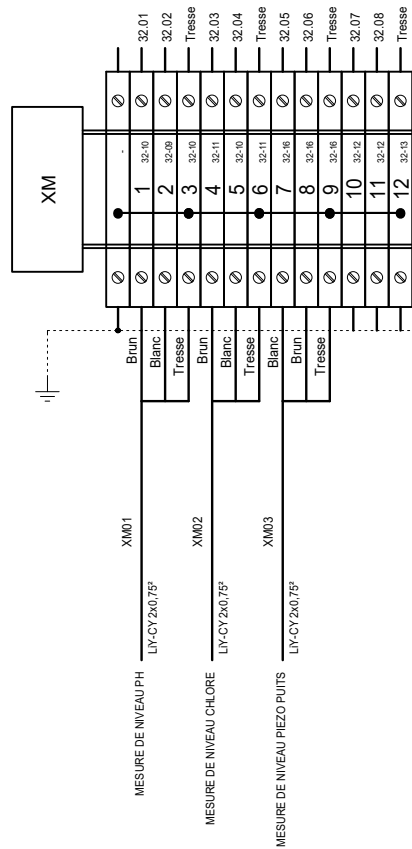 XM
32.01
32.02
Tresse
32.03
32.04
Tresse
32.05
32.06
Tresse
32.07
32.08
Tresse
-
1 32-10
2 32-09
3 32-10
4 32-11
5 32-10
6 32-11
7 32-16
8 32-16
9 32-16
10 32-12
11 32-12
12 32-13
Brun
Blanc
Tresse
Brun
Blanc
Tresse
Blanc
Brun
Tresse
XM01
LiY-CY 2x0,75²
MESURE DE NIVEAU PH
XM02
LiY-CY 2x0,75²
MESURE DE NIVEAU CHLORE
XM03
LiY-CY 2x0,75²
MESURE DE NIVEAU PIEZO PUITS